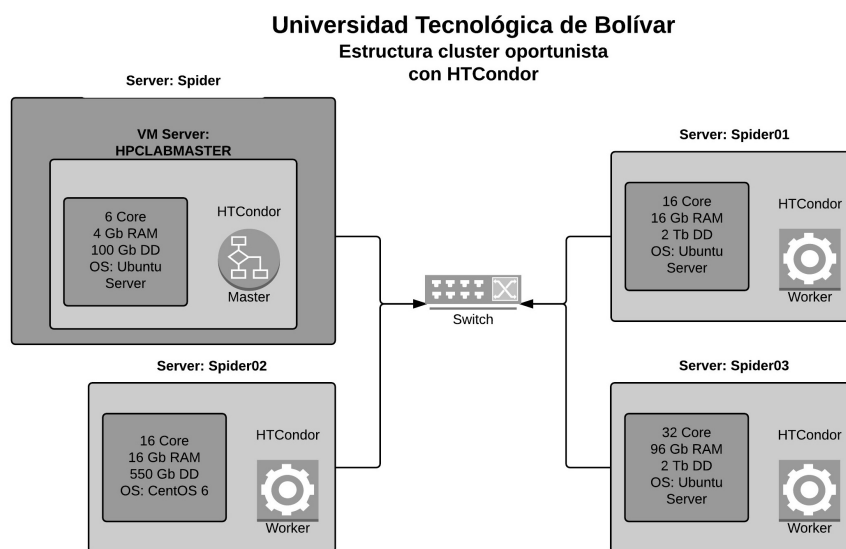 Universidad Tecnológica de Bolívar
Estructura cluster oportunista
con HTCondor
Server: Spider
VM Server:
HPCLABMASTER
6 Core
4 Gb RAM
100 Gb DD
OS: Ubuntu
Server
HTCondor
Master
Switch
Server: Spider01
16 Core
16 Gb RAM
2 Tb DD
OS: Ubuntu
Server
HTCondor
Worker
Server: Spider02
16 Core
16 Gb RAM
550 Gb DD
OS: CentOS 6
HTCondor
Worker
Server: Spider03
32 Core
96 Gb RAM
2 Tb DD
OS: Ubuntu
Server
HTCondor
Worker